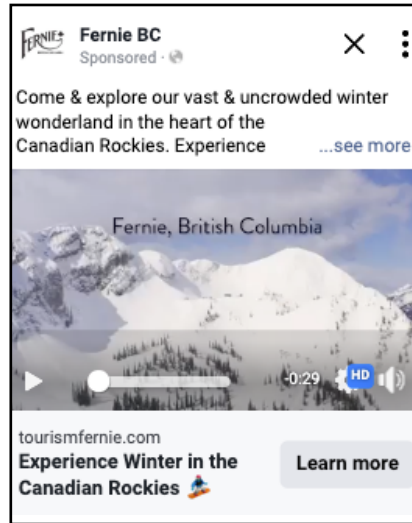 FERNIE
Fernie BC
Sponsored ·
Come & explore our vast & uncrowded winter
wonderland in the heart of the
Canadian Rockies. Experience ...see more
Fernie, British Columbia
-0:29 HD
tourismfernie.com
Experience Winter in the
Canadian Rockies 🏂
Learn more